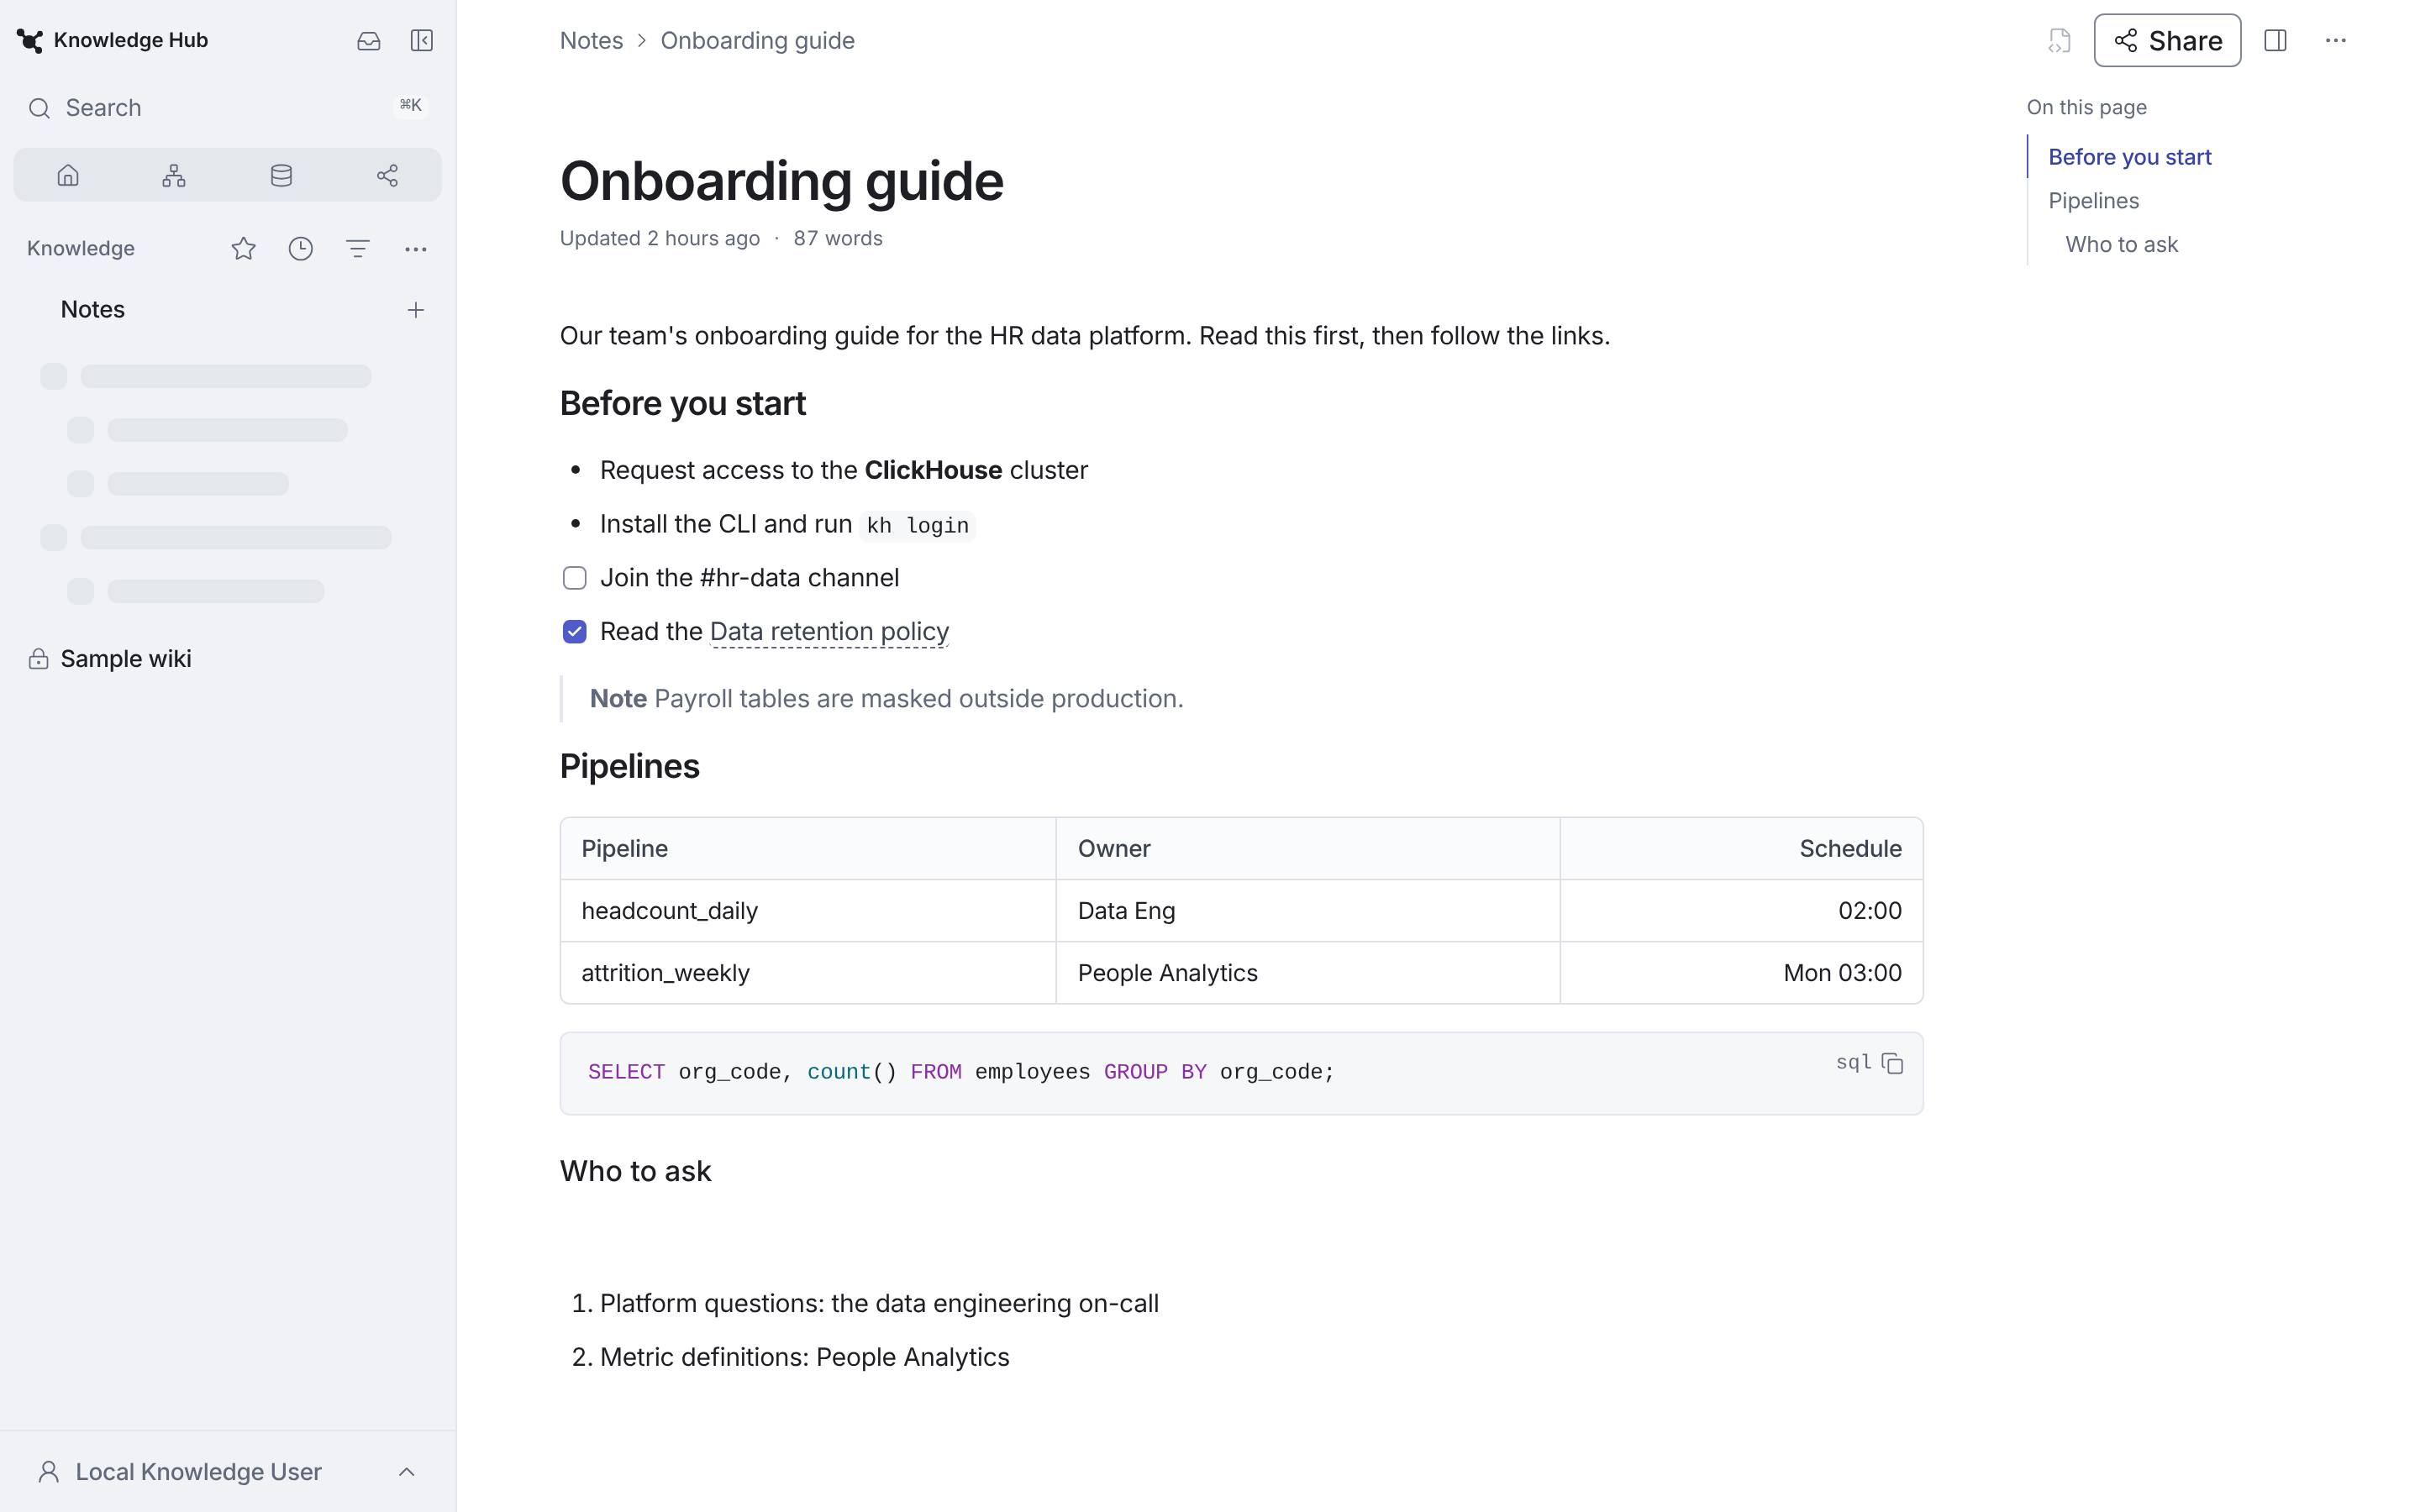 Knowledge Hub
Search
⌘K
Knowledge
Notes
Sample wiki
Local Knowledge User
Notes > Onboarding guide
Share
Onboarding guide
Updated 2 hours ago · 87 words
Our team's onboarding guide for the HR data platform. Read this first, then follow the links.
Before you start
• Request access to the ClickHouse cluster
• Install the CLI and run kh login
Join the #hr-data channel
Read the Data retention policy
Note Payroll tables are masked outside production.
Pipelines
Pipeline Owner Schedule
headcount_daily Data Eng 02:00
attrition_weekly People Analytics Mon 03:00
SELECT org_code, count() FROM employees GROUP BY org_code;
sql
Who to ask
1. Platform questions: the data engineering on-call
2. Metric definitions: People Analytics
On this page
Before you start
Pipelines
Who to ask